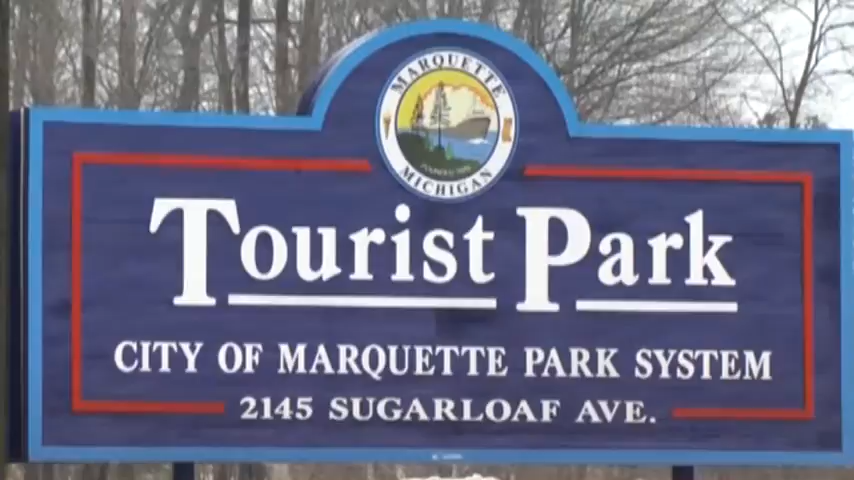 MARQUETTE
MICHIGAN
Tourist Park
CITY OF MARQUETTE PARK SYSTEM
2145 SUGARLOAF AVE.